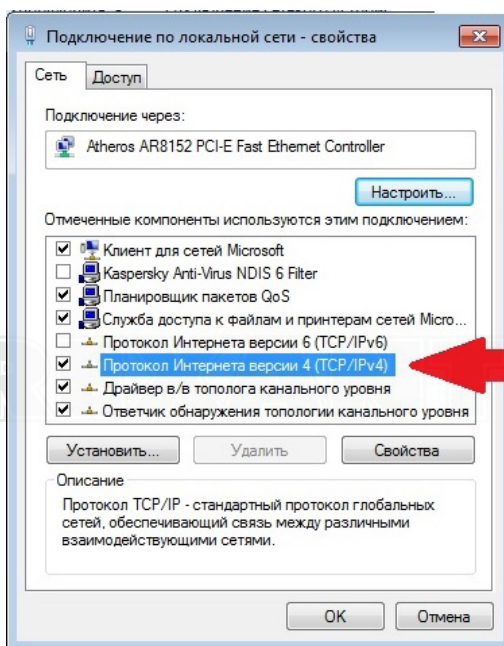 Подключение по локальной сети - свойства
Сеть
Доступ
Подключение через:
Atheros AR8152 PCI-E Fast Ethernet Controller
Настроить...
Отмеченные компоненты используются этим подключением:
Клиент для сетей Microsoft
Kaspersky Anti-Virus NDIS 6 Filter
Планировщик пакетов QoS
Служба доступа к файлам и принтерам сетей Micro...
Протокол Интернета версии 6 (TCP/IPv6)
Протокол Интернета версии 4 (TCP/IPv4)
Драйвер в/в тополога канального уровня
Ответчик обнаружения топологии канального уровня
Установить...
Удалить
Свойства
Описание
Протокол TCP/IP - стандартный протокол глобальных
сетей, обеспечивающий связь между различными
взаимодействующими сетями.
OK
Отмена